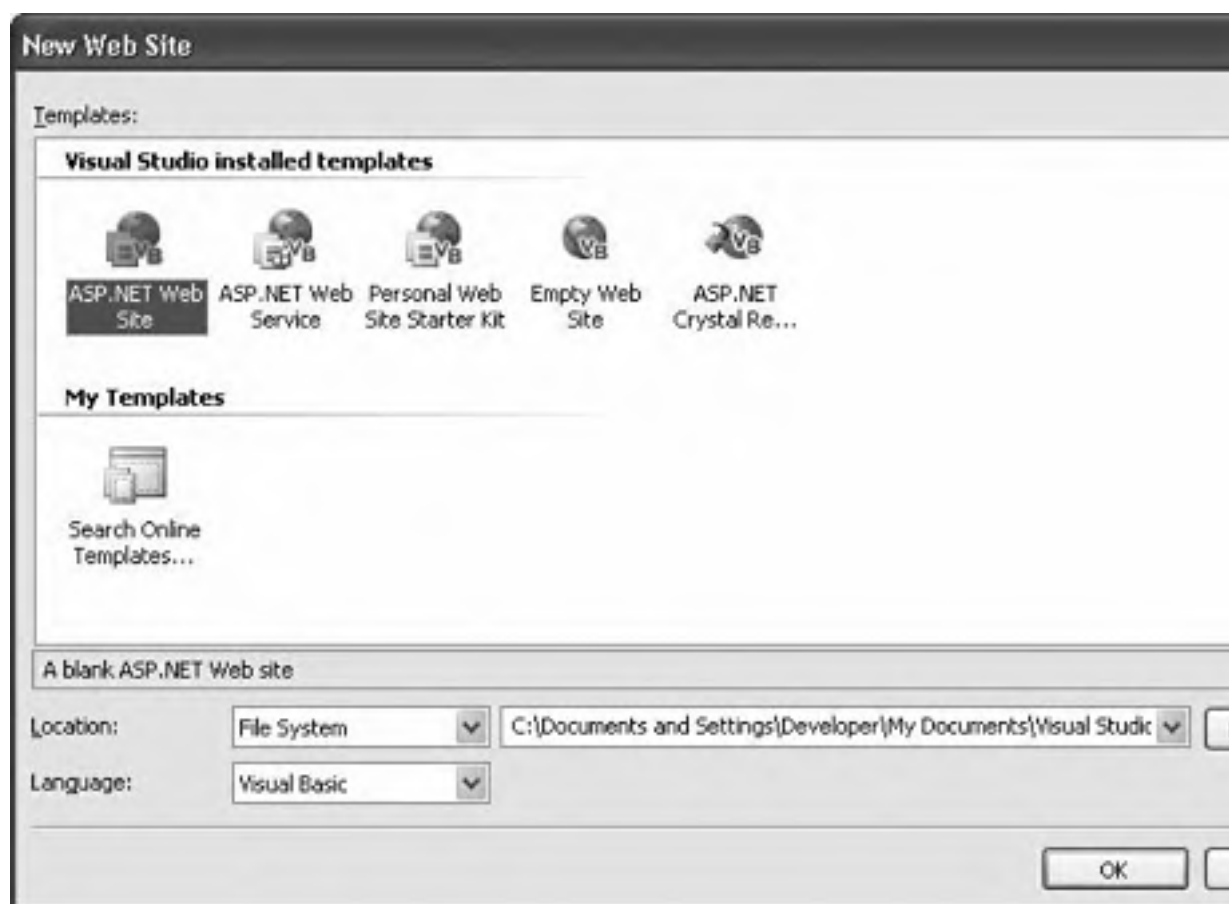 New Web Site
Templates:
Visual Studio installed templates
ASP.NET Web Site
ASP.NET Web Service
Personal Web Site Starter Kit
Empty Web Site
ASP.NET Crystal Re...
My Templates
Search Online Templates...
A blank ASP.NET Web site
Location:
File System
C:\Documents and Settings\Developer\My Documents\Visual Studio
Language:
Visual Basic
OK